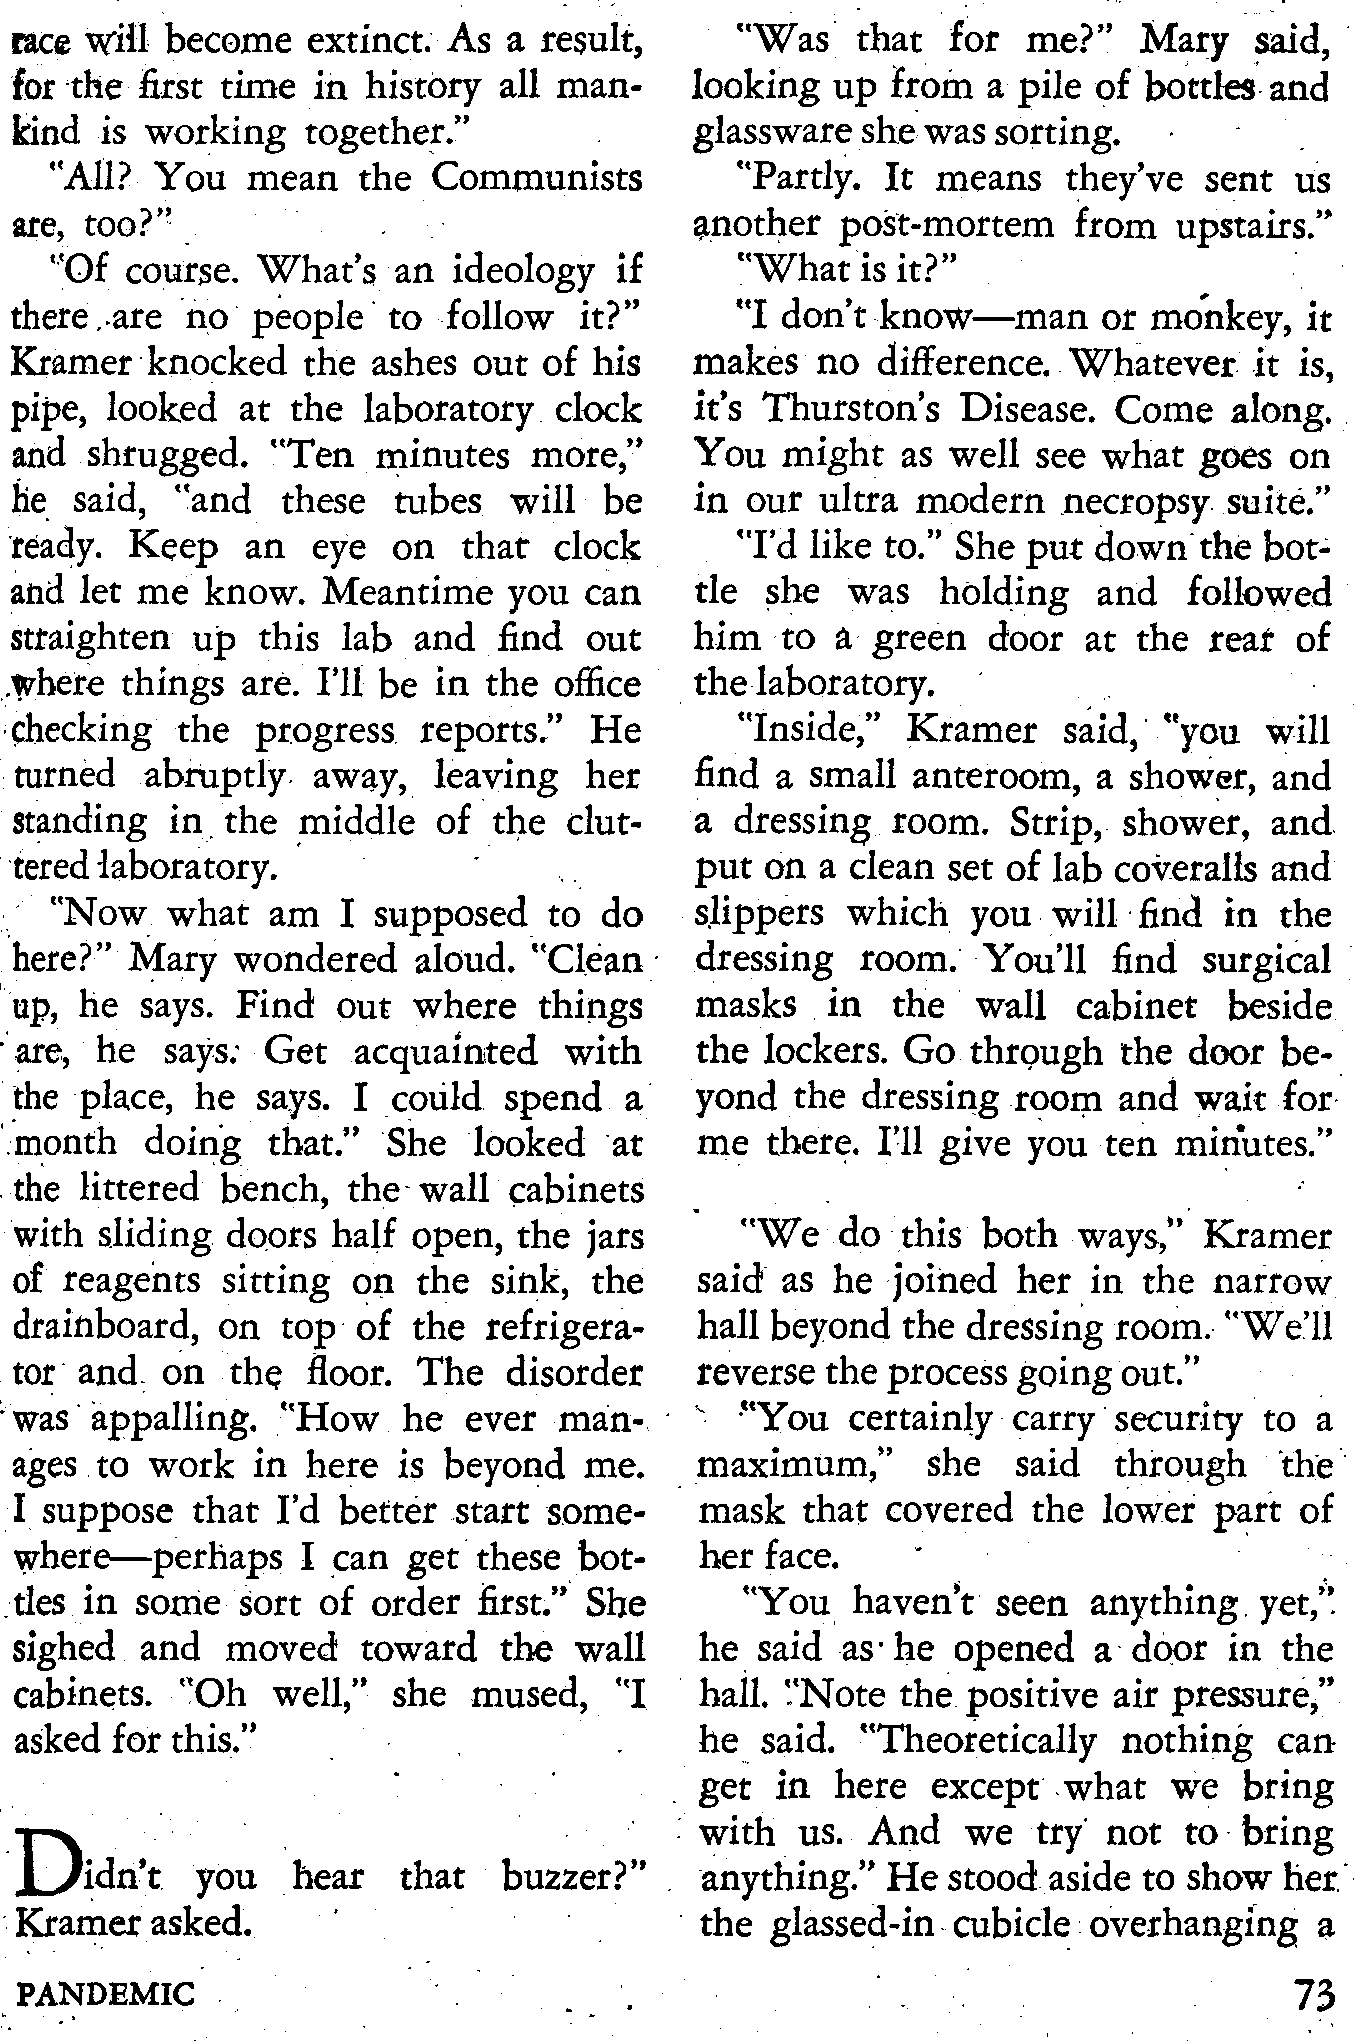 race will become extinct. As a result,
for the first time in history all man-
kind is working together."
"All? You mean the Communists
are, too?"
"Of course. What's an ideology if
there are no people to follow it?"
Kramer knocked the ashes out of his
pipe, looked at the laboratory clock
and shrugged. "Ten minutes more,"
he said, "and these tubes will be
ready. Keep an eye on that clock
and let me know. Meantime you can
straighten up this lab and find out
where things are. I'll be in the office
checking the progress reports." He
turned abruptly away, leaving her
standing in the middle of the clut-
tered laboratory.
"Now what am I supposed to do
here?" Mary wondered aloud. "Clean
up, he says. Find out where things
are, he says. Get acquainted with
the place, he says. I could spend a
month doing that." She looked at
the littered bench, the wall cabinets
with sliding doors half open, the jars
of reagents sitting on the sink, the
drainboard, on top of the refrigera-
tor and on the floor. The disorder
was appalling. "How he ever man-
ages to work in here is beyond me.
I suppose that I'd better start some-
where—perhaps I can get these bot-
tles in some sort of order first." She
sighed and moved toward the wall
cabinets. "Oh well," she mused, "I
asked for this."
Didn't you hear that buzzer?"
Kramer asked.
"Was that for me?" Mary said,
looking up from a pile of bottles and
glassware she was sorting.
"Partly. It means they've sent us
another post-mortem from upstairs."
"What is it?"
"I don't know—man or monkey, it
makes no difference. Whatever it is,
it's Thurston's Disease. Come along.
You might as well see what goes on
in our ultra modern necropsy suite."
"I'd like to." She put down the bot-
tle she was holding and followed
him to a green door at the rear of
the laboratory.
"Inside," Kramer said, "you will
find a small anteroom, a shower, and
a dressing room. Strip, shower, and
put on a clean set of lab coveralls and
slippers which you will find in the
dressing room. You'll find surgical
masks in the wall cabinet beside
the lockers. Go through the door be-
yond the dressing room and wait for
me there. I'll give you ten minutes."
"We do this both ways," Kramer
said as he joined her in the narrow
hall beyond the dressing room. "We'll
reverse the process going out."
"You certainly carry security to a
maximum," she said through the
mask that covered the lower part of
her face.
"You haven't seen anything yet,"
he said as he opened a door in the
hall. "Note the positive air pressure,"
he said. "Theoretically nothing can
get in here except what we bring
with us. And we try not to bring
anything." He stood aside to show her
the glassed-in cubicle overhanging a
PANDEMIC
73